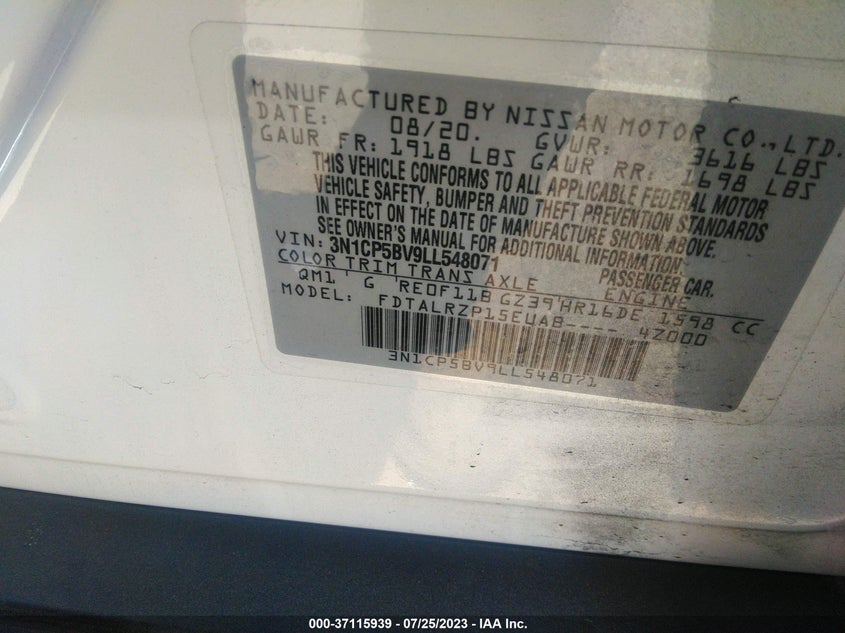 MANUFACTURED BY NISSAN MOTOR CO., LTD.
DATE: 08/20. GVWR: 3616 LBS
GAWR FR: 1918 LBS GAWR RR: 1698 LBS
THIS VEHICLE CONFORMS TO ALL APPLICABLE FEDERAL MOTOR
VEHICLE SAFETY, BUMPER AND THEFT PREVENTION STANDARDS
IN EFFECT ON THE DATE OF MANUFACTURE SHOWN ABOVE.
SEE OWNER'S MANUAL FOR ADDITIONAL INFORMATION.
VIN: 3N1CP5BV9LL548071 PASSENGER CAR.
COLOR TRIM TRANS AXLE ENGINE
QM1 ' G 'RE0F11B GZ39'HR16DE 1598 CC
MODEL: FDTALRZP15EUAB---- 4Z000
3N1CP5BV9LL548071
000-37115939 - 07/25/2023 - IAA Inc.